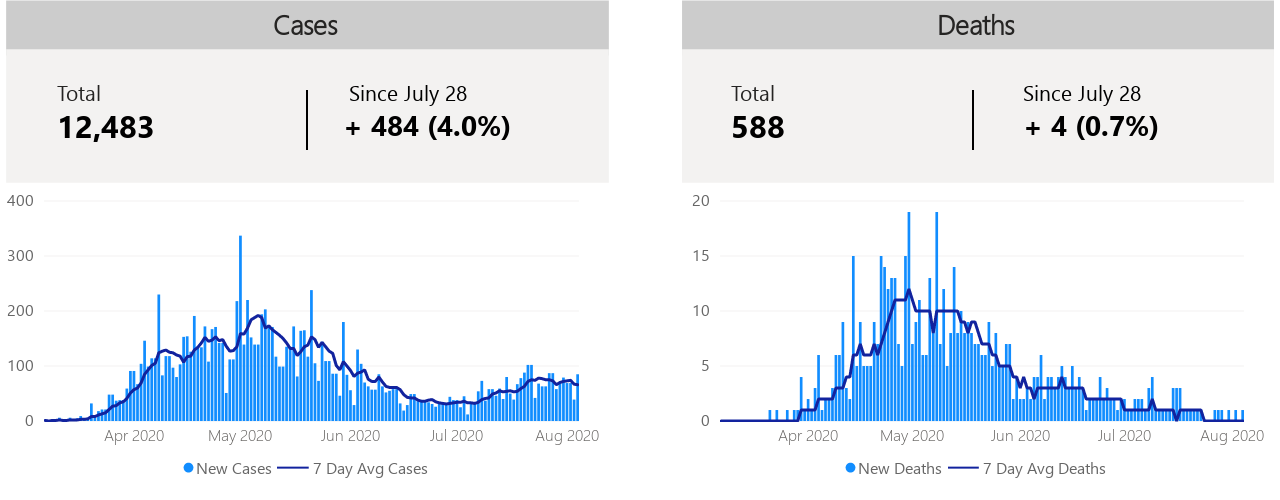 Cases
Total
Since July 28
12,483
+ 484 (4.0%)
400
300
200
100
0
Apr 2020 May 2020 Jun 2020 Jul 2020 Aug 2020
New Cases 7 Day Avg Cases
Deaths
Total
Since July 28
588
+ 4 (0.7%)
20
15
10
5
0
Apr 2020 May 2020 Jun 2020 Jul 2020 Aug 2020
New Deaths 7 Day Avg Deaths